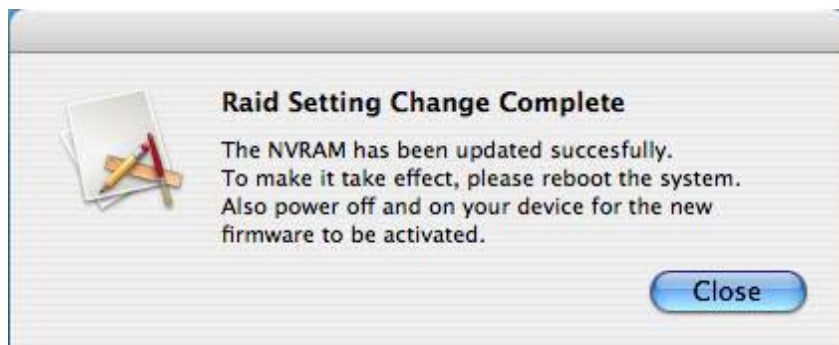 Raid Setting Change Complete
The NVRAM has been updated succesfully.
To make it take effect, please reboot the system.
Also power off and on your device for the new
firmware to be activated.
Close